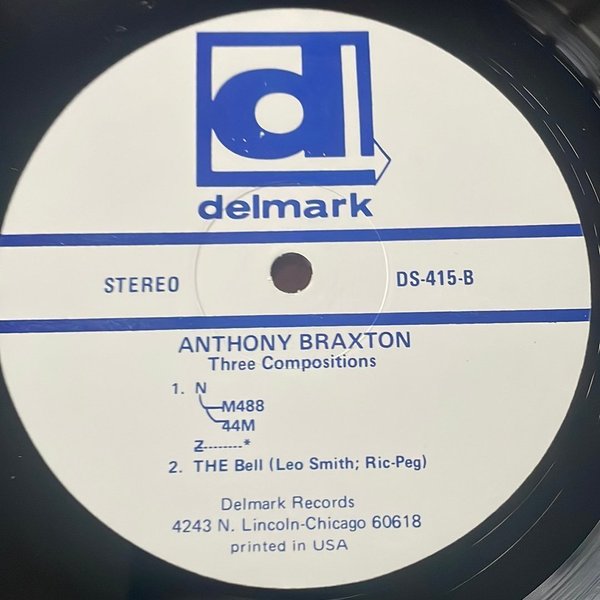 d
delmark
STEREO DS-415-B
ANTHONY BRAXTON
Three Compositions
1. N
M488
44M
Z--------*
2. THE Bell (Leo Smith; Ric-Peg)
Delmark Records
4243 N. Lincoln-Chicago 60618
printed in USA